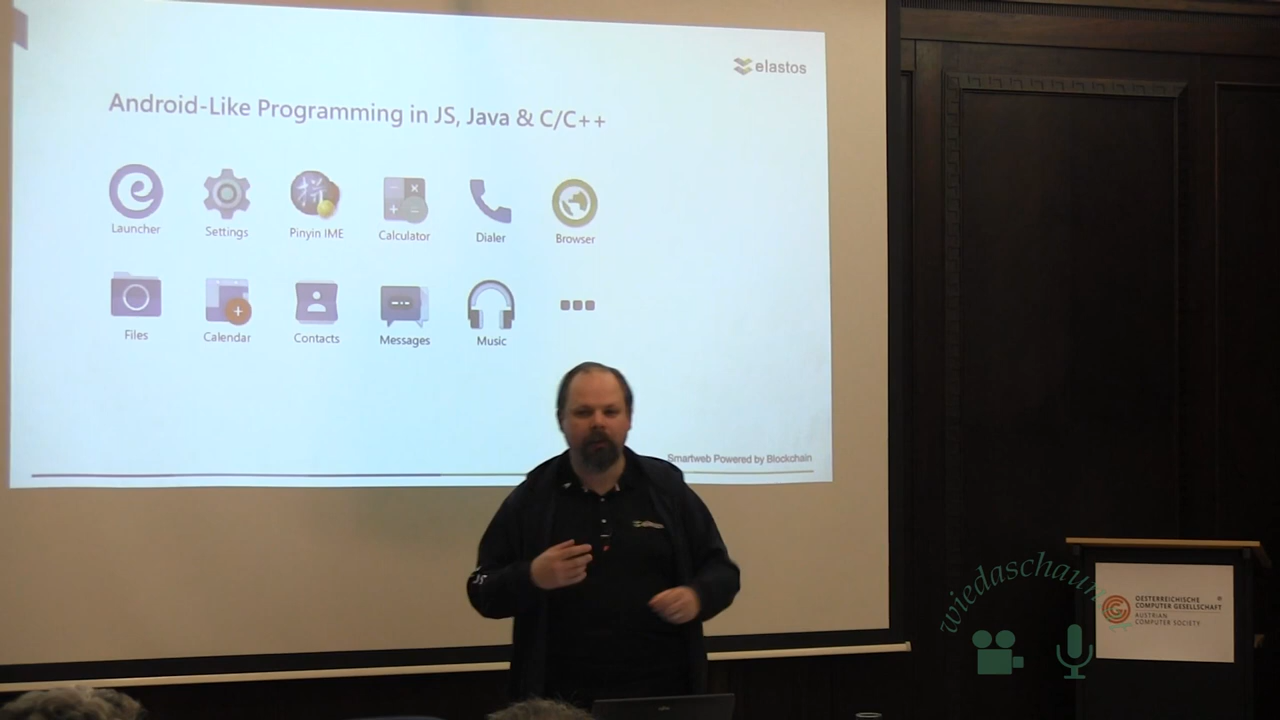 elastos
Android-Like Programming in JS, Java & C/C++
Launcher
Settings
Pinyin IME
Calculator
Dialer
Browser
Files
Calendar
Contacts
Messages
Music
Smartweb Powered by Blockchain
JS
wiedaschaun
OESTERREICHISCHE
COMPUTER GESELLSCHAFT
AUSTRIAN
COMPUTER SOCIETY